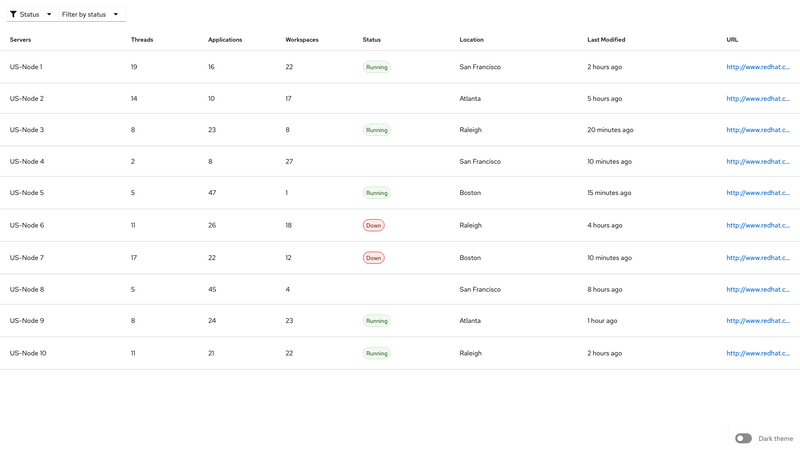 Status Filter by status
Servers Threads Applications Workspaces Status Location Last Modified URL
US-Node 1 19 16 22 Running San Francisco 2 hours ago http://www.redhat.c...
US-Node 2 14 10 17 Atlanta 5 hours ago http://www.redhat.c...
US-Node 3 8 23 8 Running Raleigh 20 minutes ago http://www.redhat.c...
US-Node 4 2 8 27 San Francisco 10 minutes ago http://www.redhat.c...
US-Node 5 5 47 1 Running Boston 15 minutes ago http://www.redhat.c...
US-Node 6 11 26 18 Down Raleigh 4 hours ago http://www.redhat.c...
US-Node 7 17 22 12 Down Boston 10 minutes ago http://www.redhat.c...
US-Node 8 5 45 4 San Francisco 8 hours ago http://www.redhat.c...
US-Node 9 8 24 23 Running Atlanta 1 hour ago http://www.redhat.c...
US-Node 10 11 21 22 Running Raleigh 2 hours ago http://www.redhat.c...
Dark theme